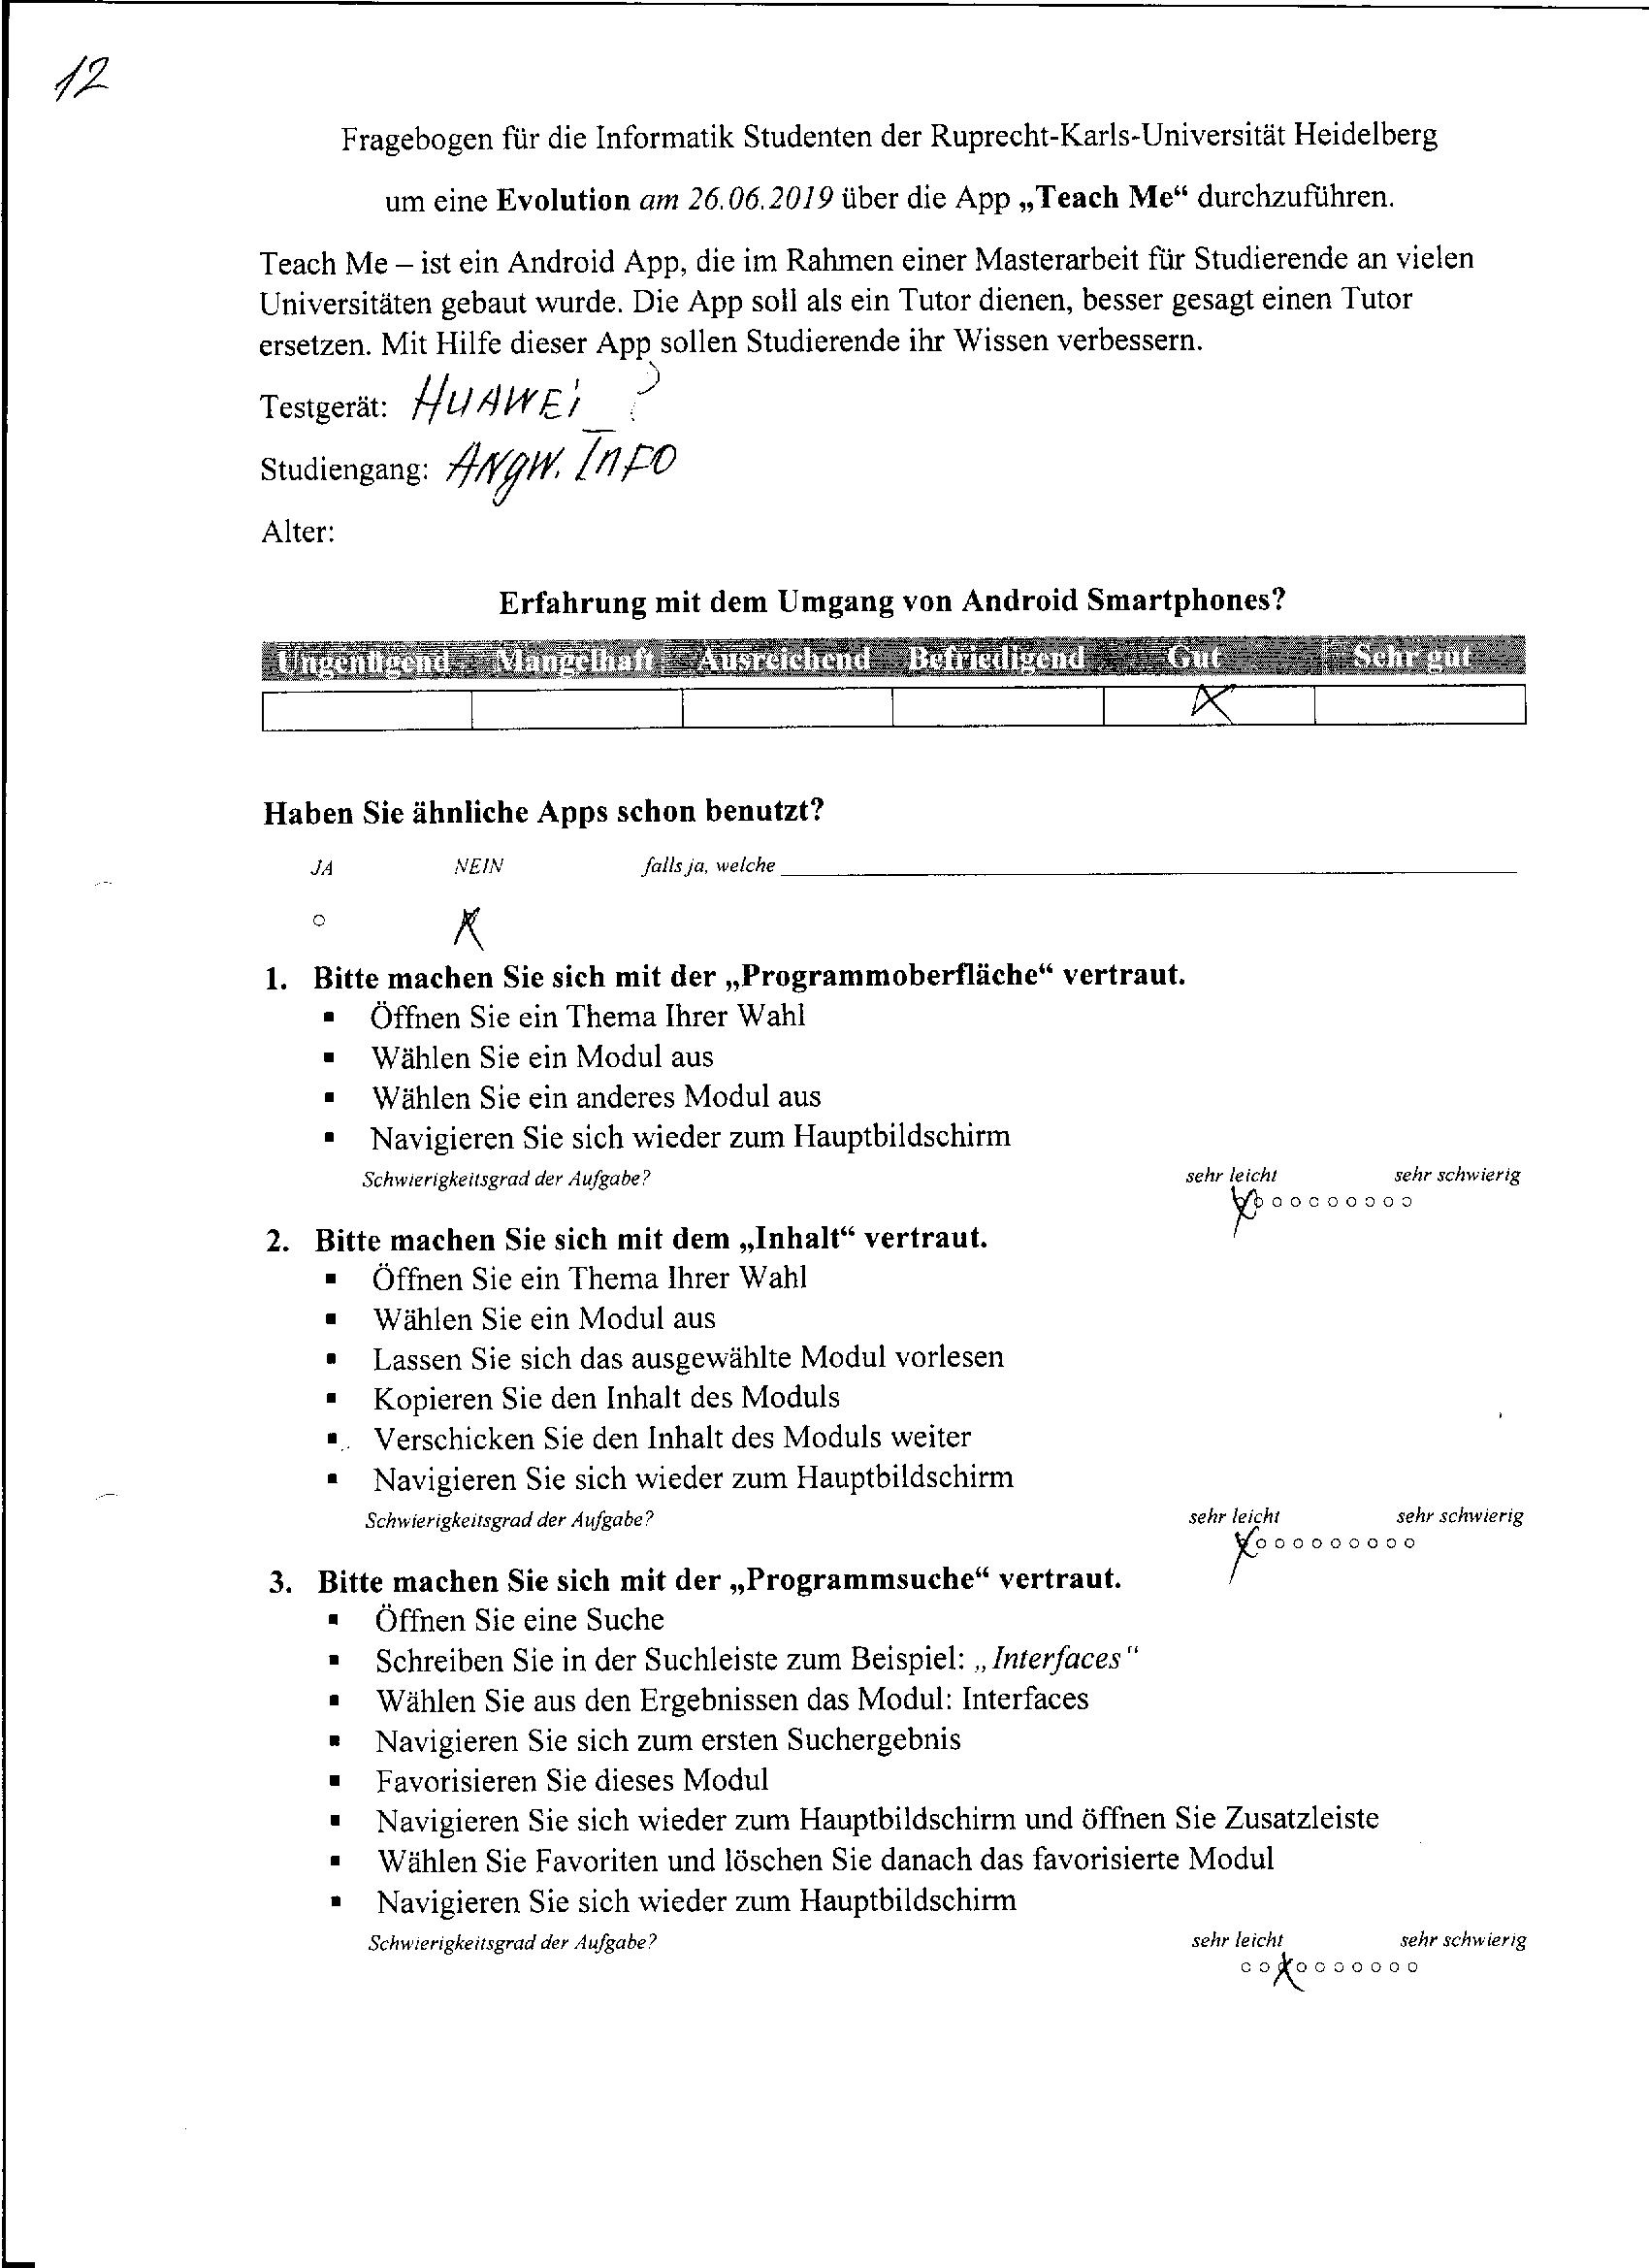 12
Fragebogen für die Informatik Studenten der Ruprecht-Karls-Universität Heidelberg
um eine Evolution am 26.06.2019 über die App „Teach Me“ durchzuführen.
Teach Me – ist ein Android App, die im Rahmen einer Masterarbeit für Studierende an vielen
Universitäten gebaut wurde. Die App soll als ein Tutor dienen, besser gesagt einen Tutor
ersetzen. Mit Hilfe dieser App sollen Studierende ihr Wissen verbessern.
Testgerät: HUAWEi _ ?
Studiengang: ANgW. InFO
Alter:
Erfahrung mit dem Umgang von Android Smartphones?
Ungenügend Mangelhaft Ausreichend Befriedigend Gut Sehr gut
Haben Sie ähnliche Apps schon benutzt?
JA NEIN falls ja, welche
1. Bitte machen Sie sich mit der „Programmoberfläche“ vertraut.
▪ Öffnen Sie ein Thema Ihrer Wahl
▪ Wählen Sie ein Modul aus
▪ Wählen Sie ein anderes Modul aus
▪ Navigieren Sie sich wieder zum Hauptbildschirm
Schwierigkeitsgrad der Aufgabe? sehr leicht sehr schwierig
2. Bitte machen Sie sich mit dem „Inhalt“ vertraut.
▪ Öffnen Sie ein Thema Ihrer Wahl
▪ Wählen Sie ein Modul aus
▪ Lassen Sie sich das ausgewählte Modul vorlesen
▪ Kopieren Sie den Inhalt des Moduls
▪ Verschicken Sie den Inhalt des Moduls weiter
▪ Navigieren Sie sich wieder zum Hauptbildschirm
Schwierigkeitsgrad der Aufgabe? sehr leicht sehr schwierig
3. Bitte machen Sie sich mit der „Programmsuche“ vertraut.
▪ Öffnen Sie eine Suche
▪ Schreiben Sie in der Suchleiste zum Beispiel: „Interfaces“
▪ Wählen Sie aus den Ergebnissen das Modul: Interfaces
▪ Navigieren Sie sich zum ersten Suchergebnis
▪ Favorisieren Sie dieses Modul
▪ Navigieren Sie sich wieder zum Hauptbildschirm und öffnen Sie Zusatzleiste
▪ Wählen Sie Favoriten und löschen Sie danach das favorisierte Modul
▪ Navigieren Sie sich wieder zum Hauptbildschirm
Schwierigkeitsgrad der Aufgabe? sehr leicht sehr schwierig